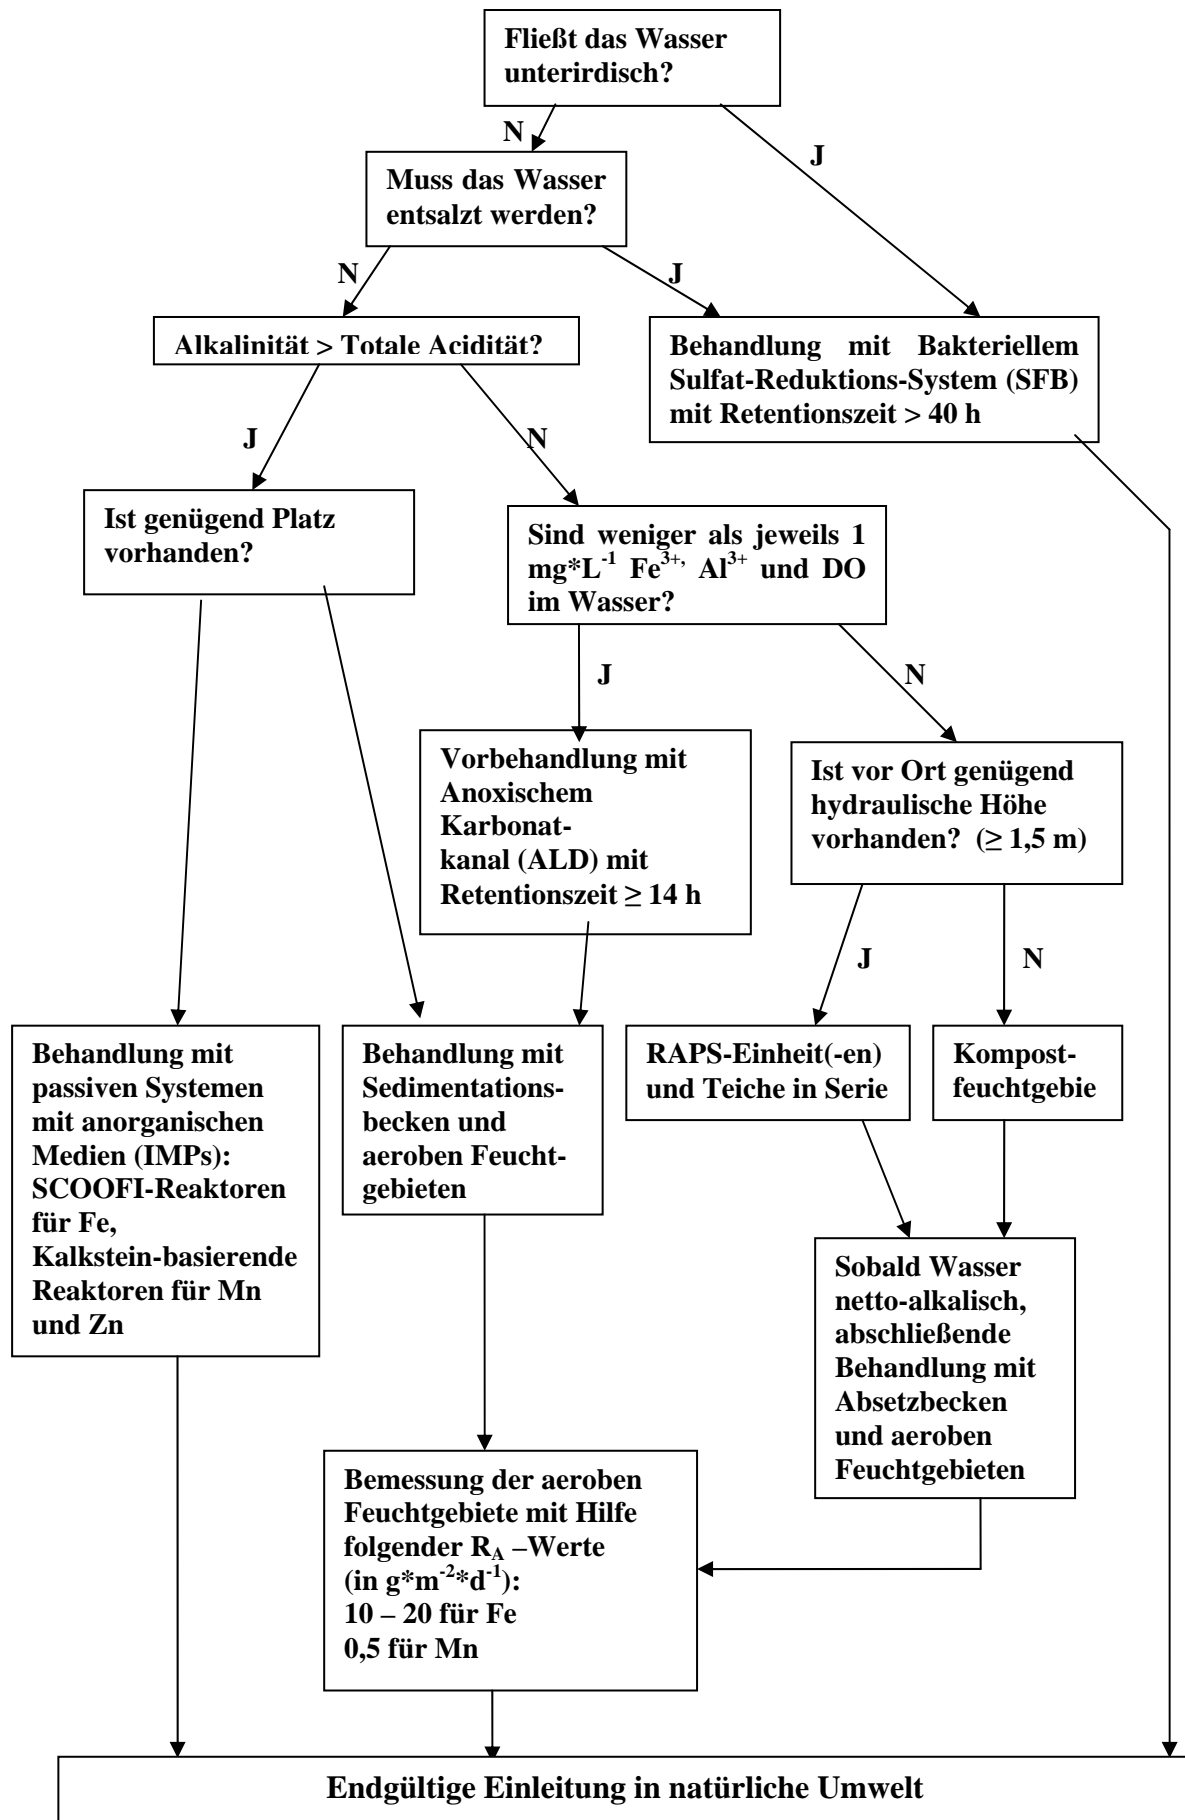 Fließt das Wasser
unterirdisch?
N
J
Muss das Wasser
entsalzt werden?
N
J
Alkalinität > Totale Acidität?
Behandlung mit Bakteriellem
Sulfat-Reduktions-System (SFB)
mit Retentionszeit > 40 h
J
N
Ist genügend Platz
vorhanden?
Sind weniger als jeweils 1
mg*L⁻¹ Fe³⁺, Al³⁺ und DO
im Wasser?
J
N
Vorbehandlung mit
Anoxischem
Karbonat-
kanal (ALD) mit
Retentionszeit ≥ 14 h
Ist vor Ort genügend
hydraulische Höhe
vorhanden? (≥ 1,5 m)
J
N
Behandlung mit
passiven Systemen
mit anorganischen
Medien (IMPs):
SCOOFI-Reaktoren
für Fe,
Kalkstein-basierende
Reaktoren für Mn
und Zn
Behandlung mit
Sedimentations-
becken und
aeroben Feucht-
gebieten
RAPS-Einheit(-en)
und Teiche in Serie
Kompost-
feuchtgebie
Sobald Wasser
netto-alkalisch,
abschließende
Behandlung mit
Absetzbecken
und aeroben
Feuchtgebieten
Bemessung der aeroben
Feuchtgebiete mit Hilfe
folgender R_A –Werte
(in g*m⁻²*d⁻¹):
10 – 20 für Fe
0,5 für Mn
Endgültige Einleitung in natürliche Umwelt